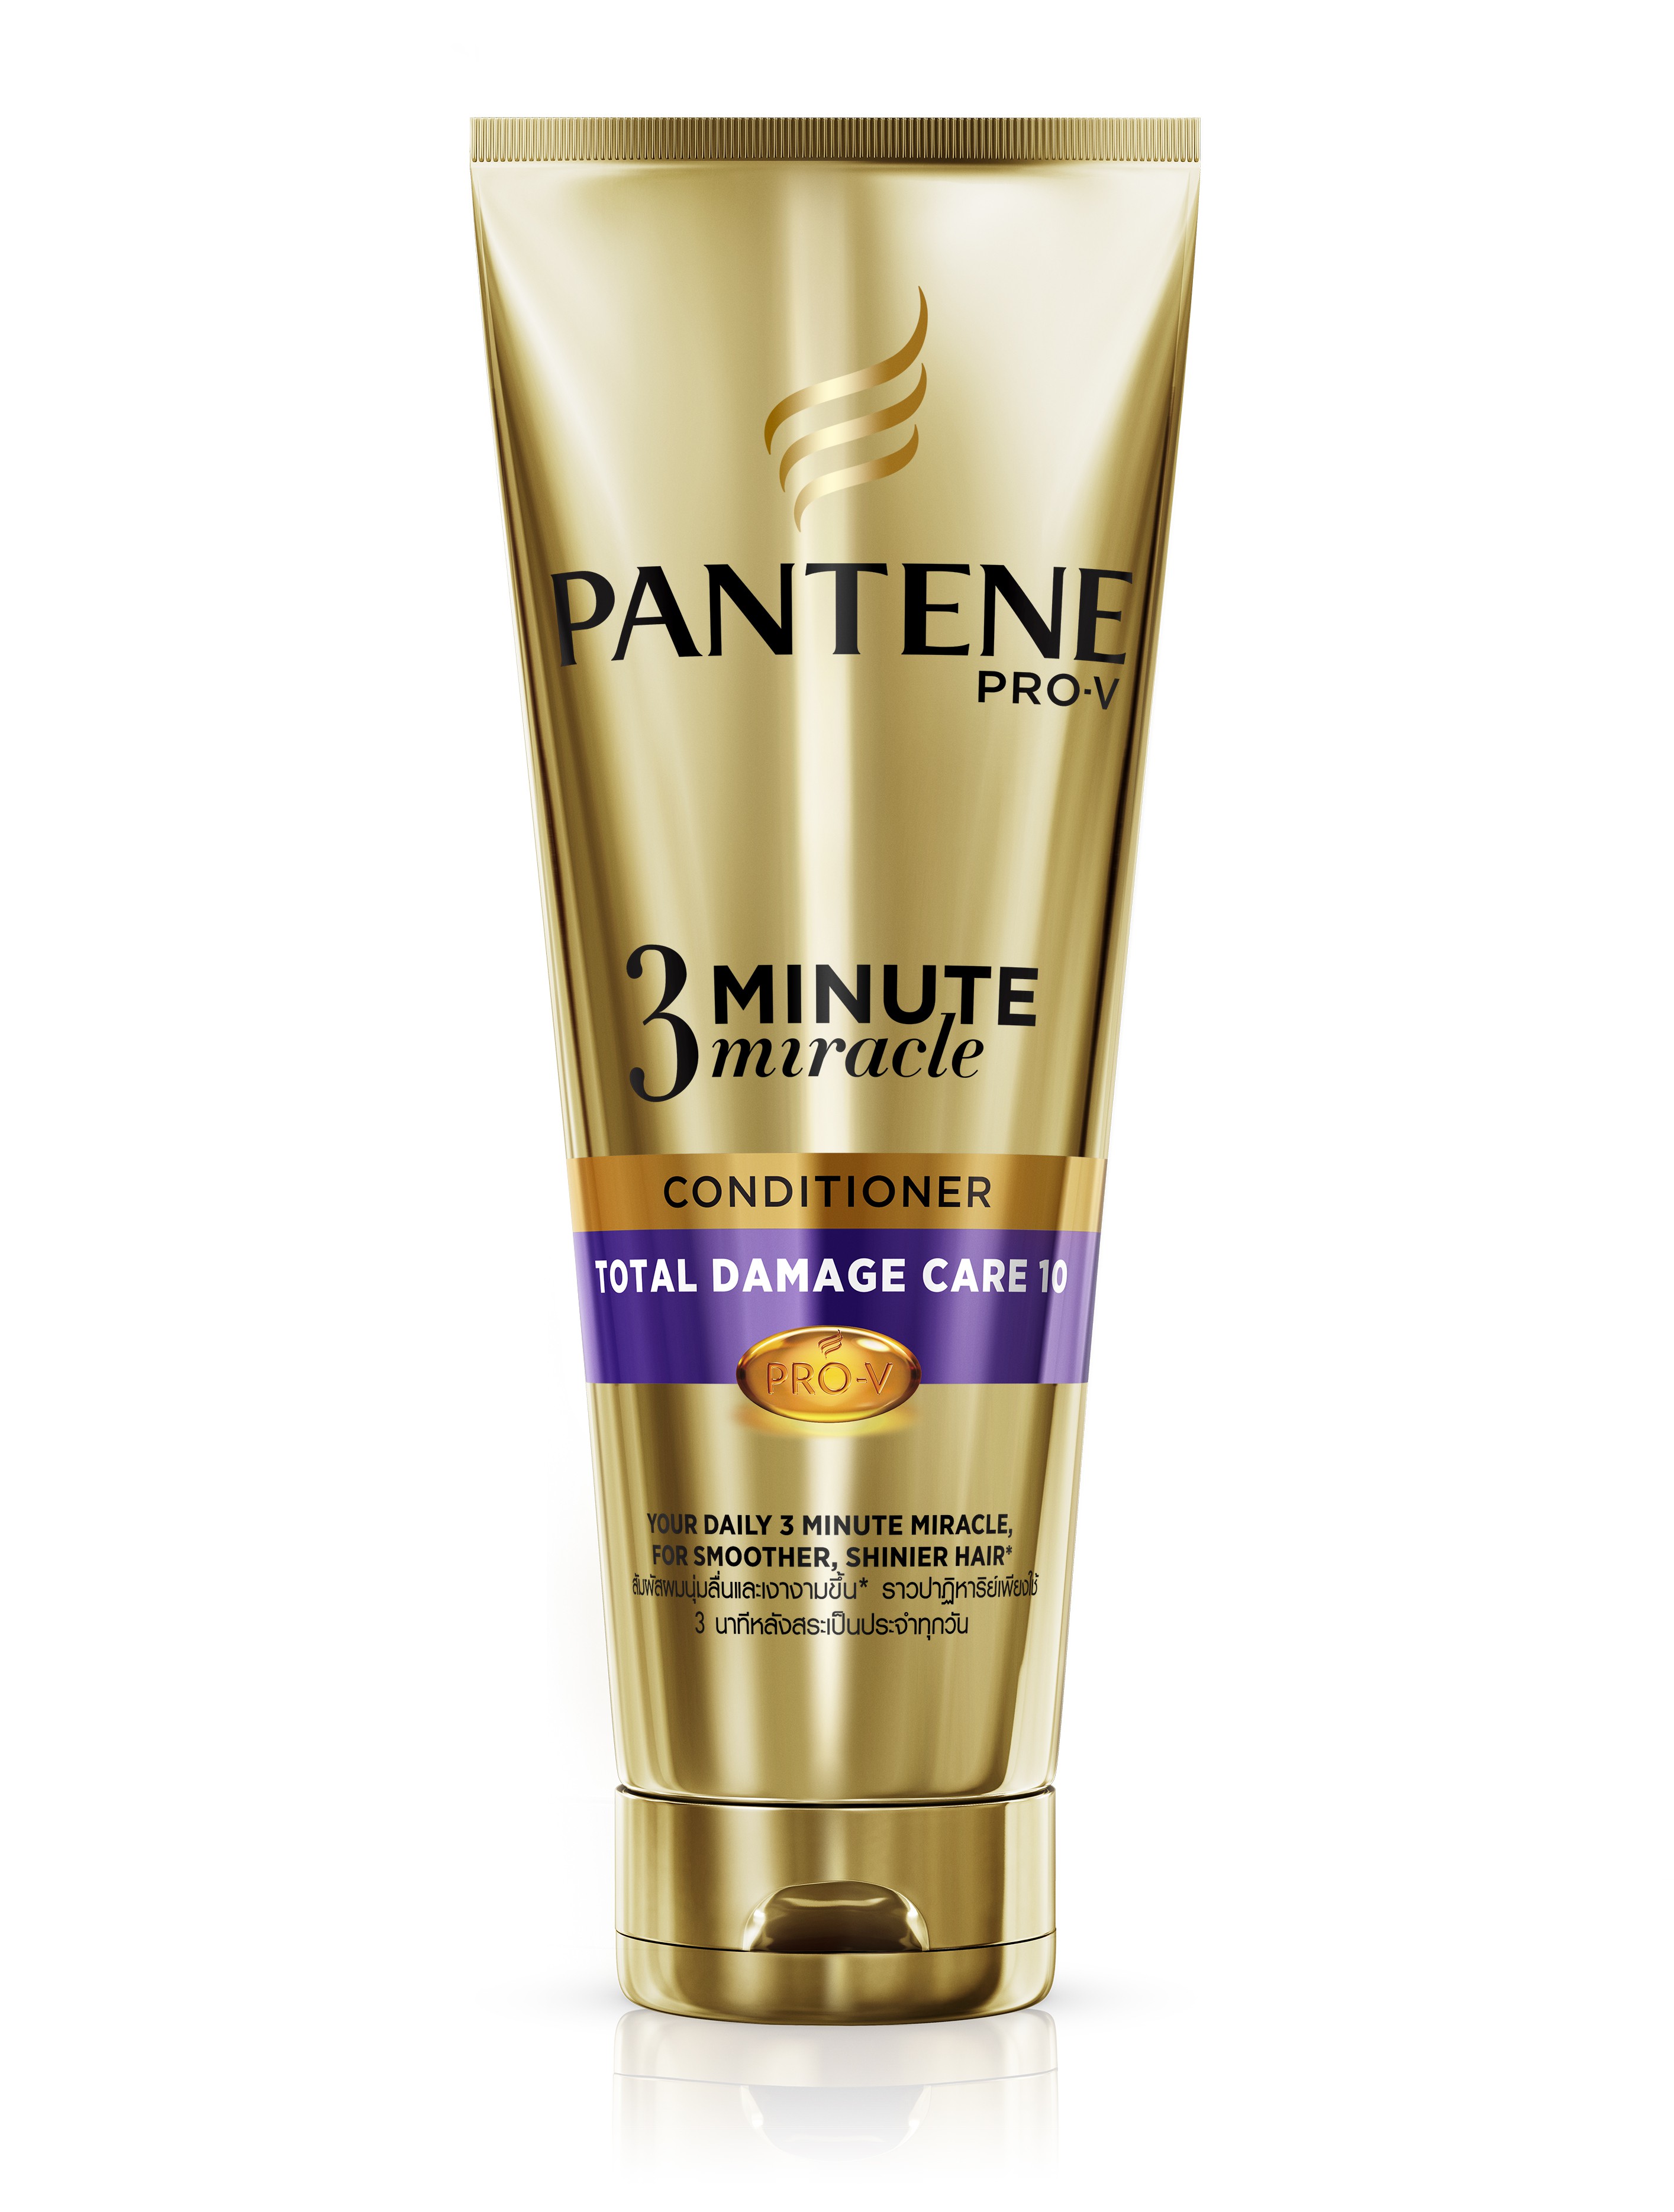 PANTENE
PRO-V
3 MINUTE
miracle
CONDITIONER
TOTAL DAMAGE CARE 10
PRO-V
YOUR DAILY 3 MINUTE MIRACLE,
FOR SMOOTHER, SHINIER HAIR*
สัมผัสผมนุ่มลื่นและเงางามขึ้น* ราวปาฏิหาริย์เพียงใช้
3 นาทีหลังสระเป็นประจำทุกวัน